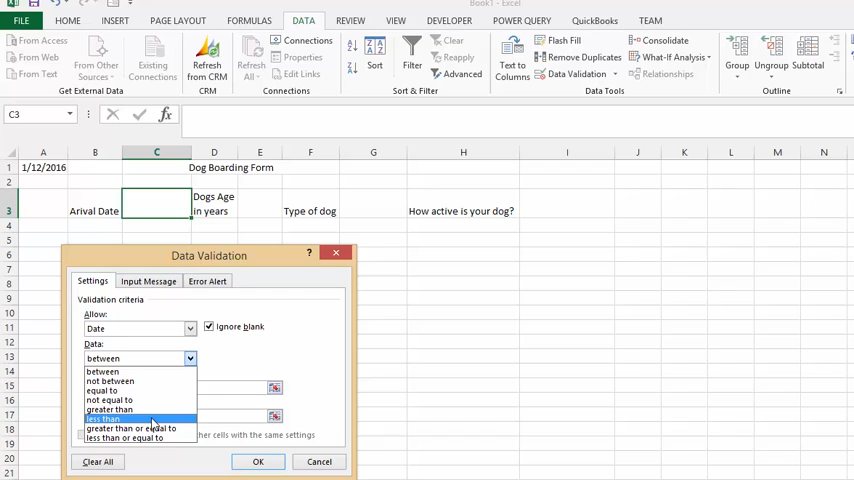 Book1 - Excel
FILE HOME INSERT PAGE LAYOUT FORMULAS DATA REVIEW VIEW DEVELOPER POWER QUERY QuickBooks TEAM
From Access
From Web
From Text
From Other Sources
Existing Connections
Get External Data
Refresh from CRM
CRM
Refresh All
Connections
Properties
Edit Links
Connections
Sort
Filter
Clear
Reapply
Advanced
Sort & Filter
Text to Columns
Flash Fill
Remove Duplicates
Data Validation
Consolidate
What-If Analysis
Relationships
Data Tools
Group
Ungroup
Subtotal
Outline
C3 fx
A B C D E F G H I J K L M N
1 1/12/2016 Dog Boarding Form
2
3 Arival Date Dogs Age in years Type of dog How active is your dog?
4
5
6
7
8
9
10
11
12
13
14
15
16
17
18
19
20
21
Data Validation ? ×
Settings Input Message Error Alert
Validation criteria
Allow:
Date Ignore blank
Data:
between
between
not between
equal to
not equal to
greater than
less than
greater than or equal to
less than or equal to
her cells with the same settings
Clear All OK Cancel